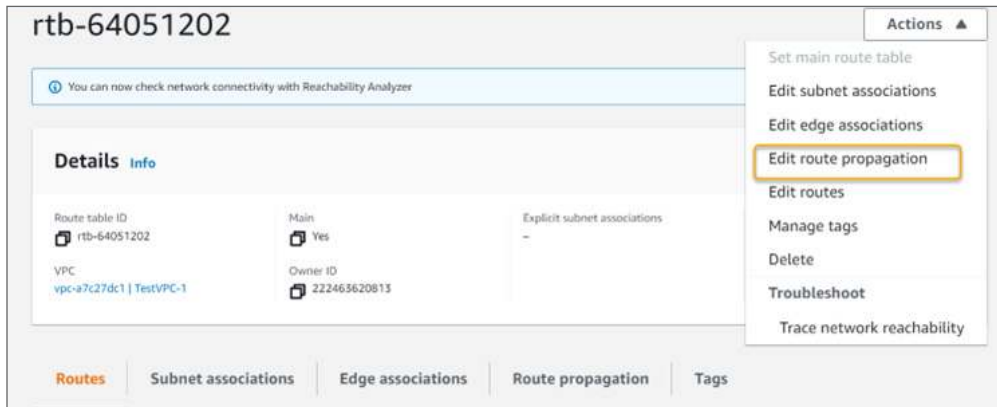 rtb-64051202
Actions ▲
Set main route table
You can now check network connectivity with Reachability Analyzer
Edit subnet associations
Edit edge associations
Details Info
Edit route propagation
Edit routes
Route table ID
Main
Explicit subnet associations
rtb-64051202
Yes
–
Manage tags
Delete
VPC
Owner ID
vpc-a7c27dc1 | TestVPC-1
222463620813
Troubleshoot
Trace network reachability
Routes
Subnet associations
Edge associations
Route propagation
Tags